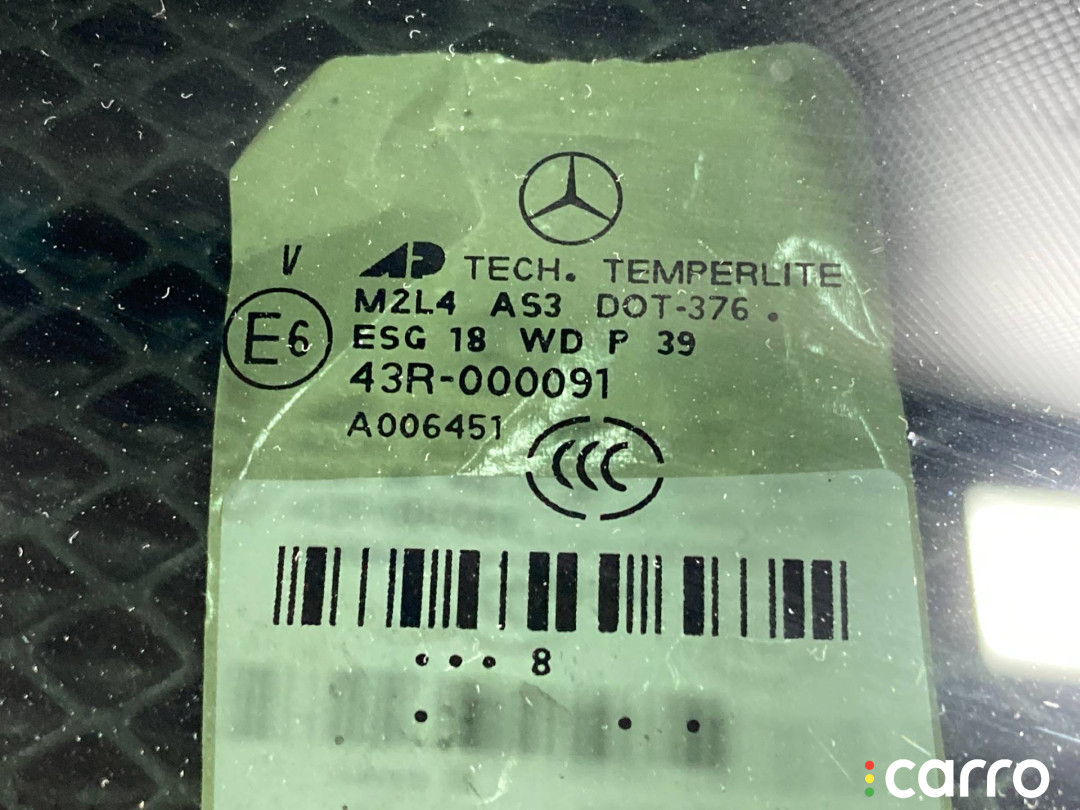 V AP TECH. TEMPERLITE
M2L4 AS3 DOT-376 .
E6 ESG 18 WD P 39
43R-000091
A006451
CCC
... 8
carro